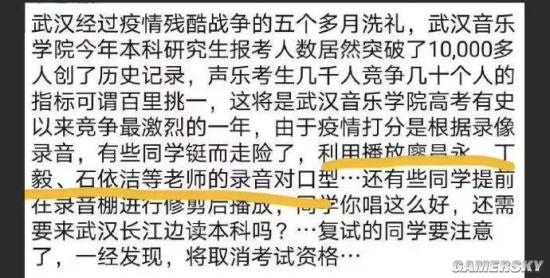 武汉经过疫情残酷战争的五个多月洗礼，武汉音乐
学院今年本科研究生报考人数居然突破了10,000多
人创了历史记录，声乐考生几千人竞争几十个人的
指标可谓百里挑一，这将是武汉音乐学院高考有史
以来竞争最激烈的一年，由于疫情打分是根据录像
录音，有些同学铤而走险了，利用播放廖昌永、丁
毅、石依洁等老师的录音对口型…还有些同学提前
在录音棚进行修剪后播放，同学你唱这么好，还需
要来武汉长江边读本科吗？…复试的同学要注意
了，一经发现，将取消考试资格…
GAMERSKY